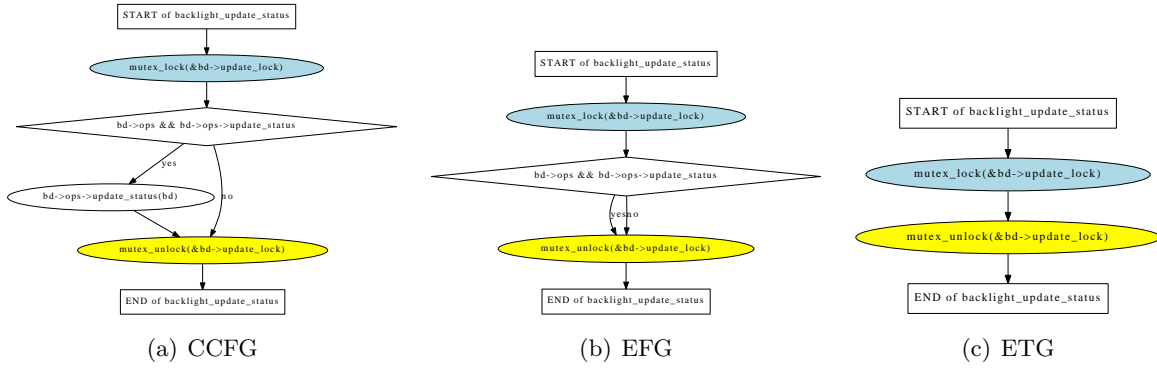 START of backlight_update_status
mutex_lock(&bd->update_lock)
bd->ops && bd->ops->update_status
yes
bd->ops->update_status(bd)
no
mutex_unlock(&bd->update_lock)
END of backlight_update_status
(a) CCFG
START of backlight_update_status
mutex_lock(&bd->update_lock)
bd->ops && bd->ops->update_status
yes no
mutex_unlock(&bd->update_lock)
END of backlight_update_status
(b) EFG
START of backlight_update_status
mutex_lock(&bd->update_lock)
mutex_unlock(&bd->update_lock)
END of backlight_update_status
(c) ETG